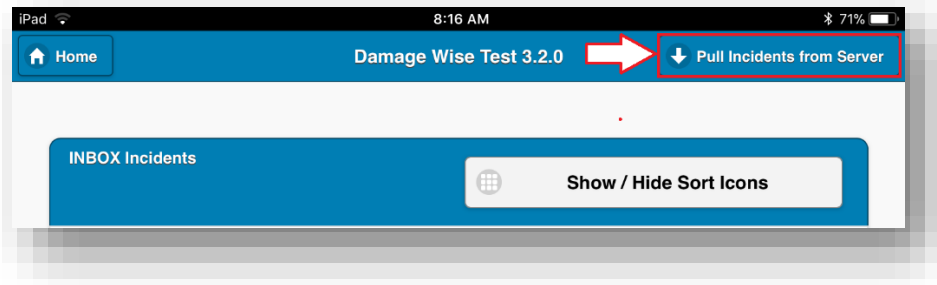 iPad 8:16 AM 71%
Home Damage Wise Test 3.2.0 Pull Incidents from Server
INBOX Incidents
Show / Hide Sort Icons